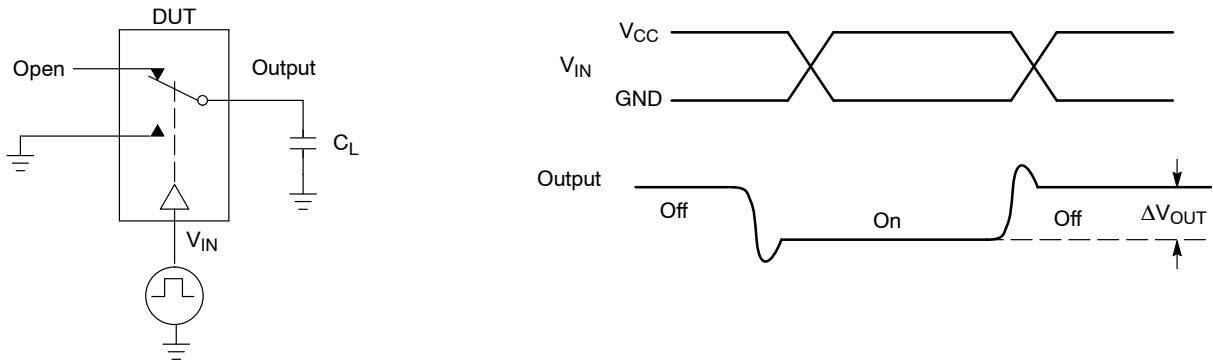 DUT
Open
Output
C_L
V_IN
V_CC
V_IN
GND
Output
Off
On
Off
ΔV_OUT